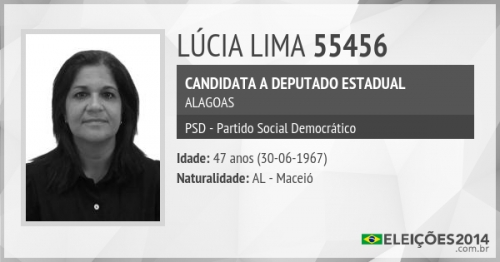 LÚCIA LIMA 55456
CANDIDATA A DEPUTADO ESTADUAL
ALAGOAS
PSD - Partido Social Democrático
Idade: 47 anos (30-06-1967)
Naturalidade: AL - Maceió
ELEIÇÕES2014
.com.br